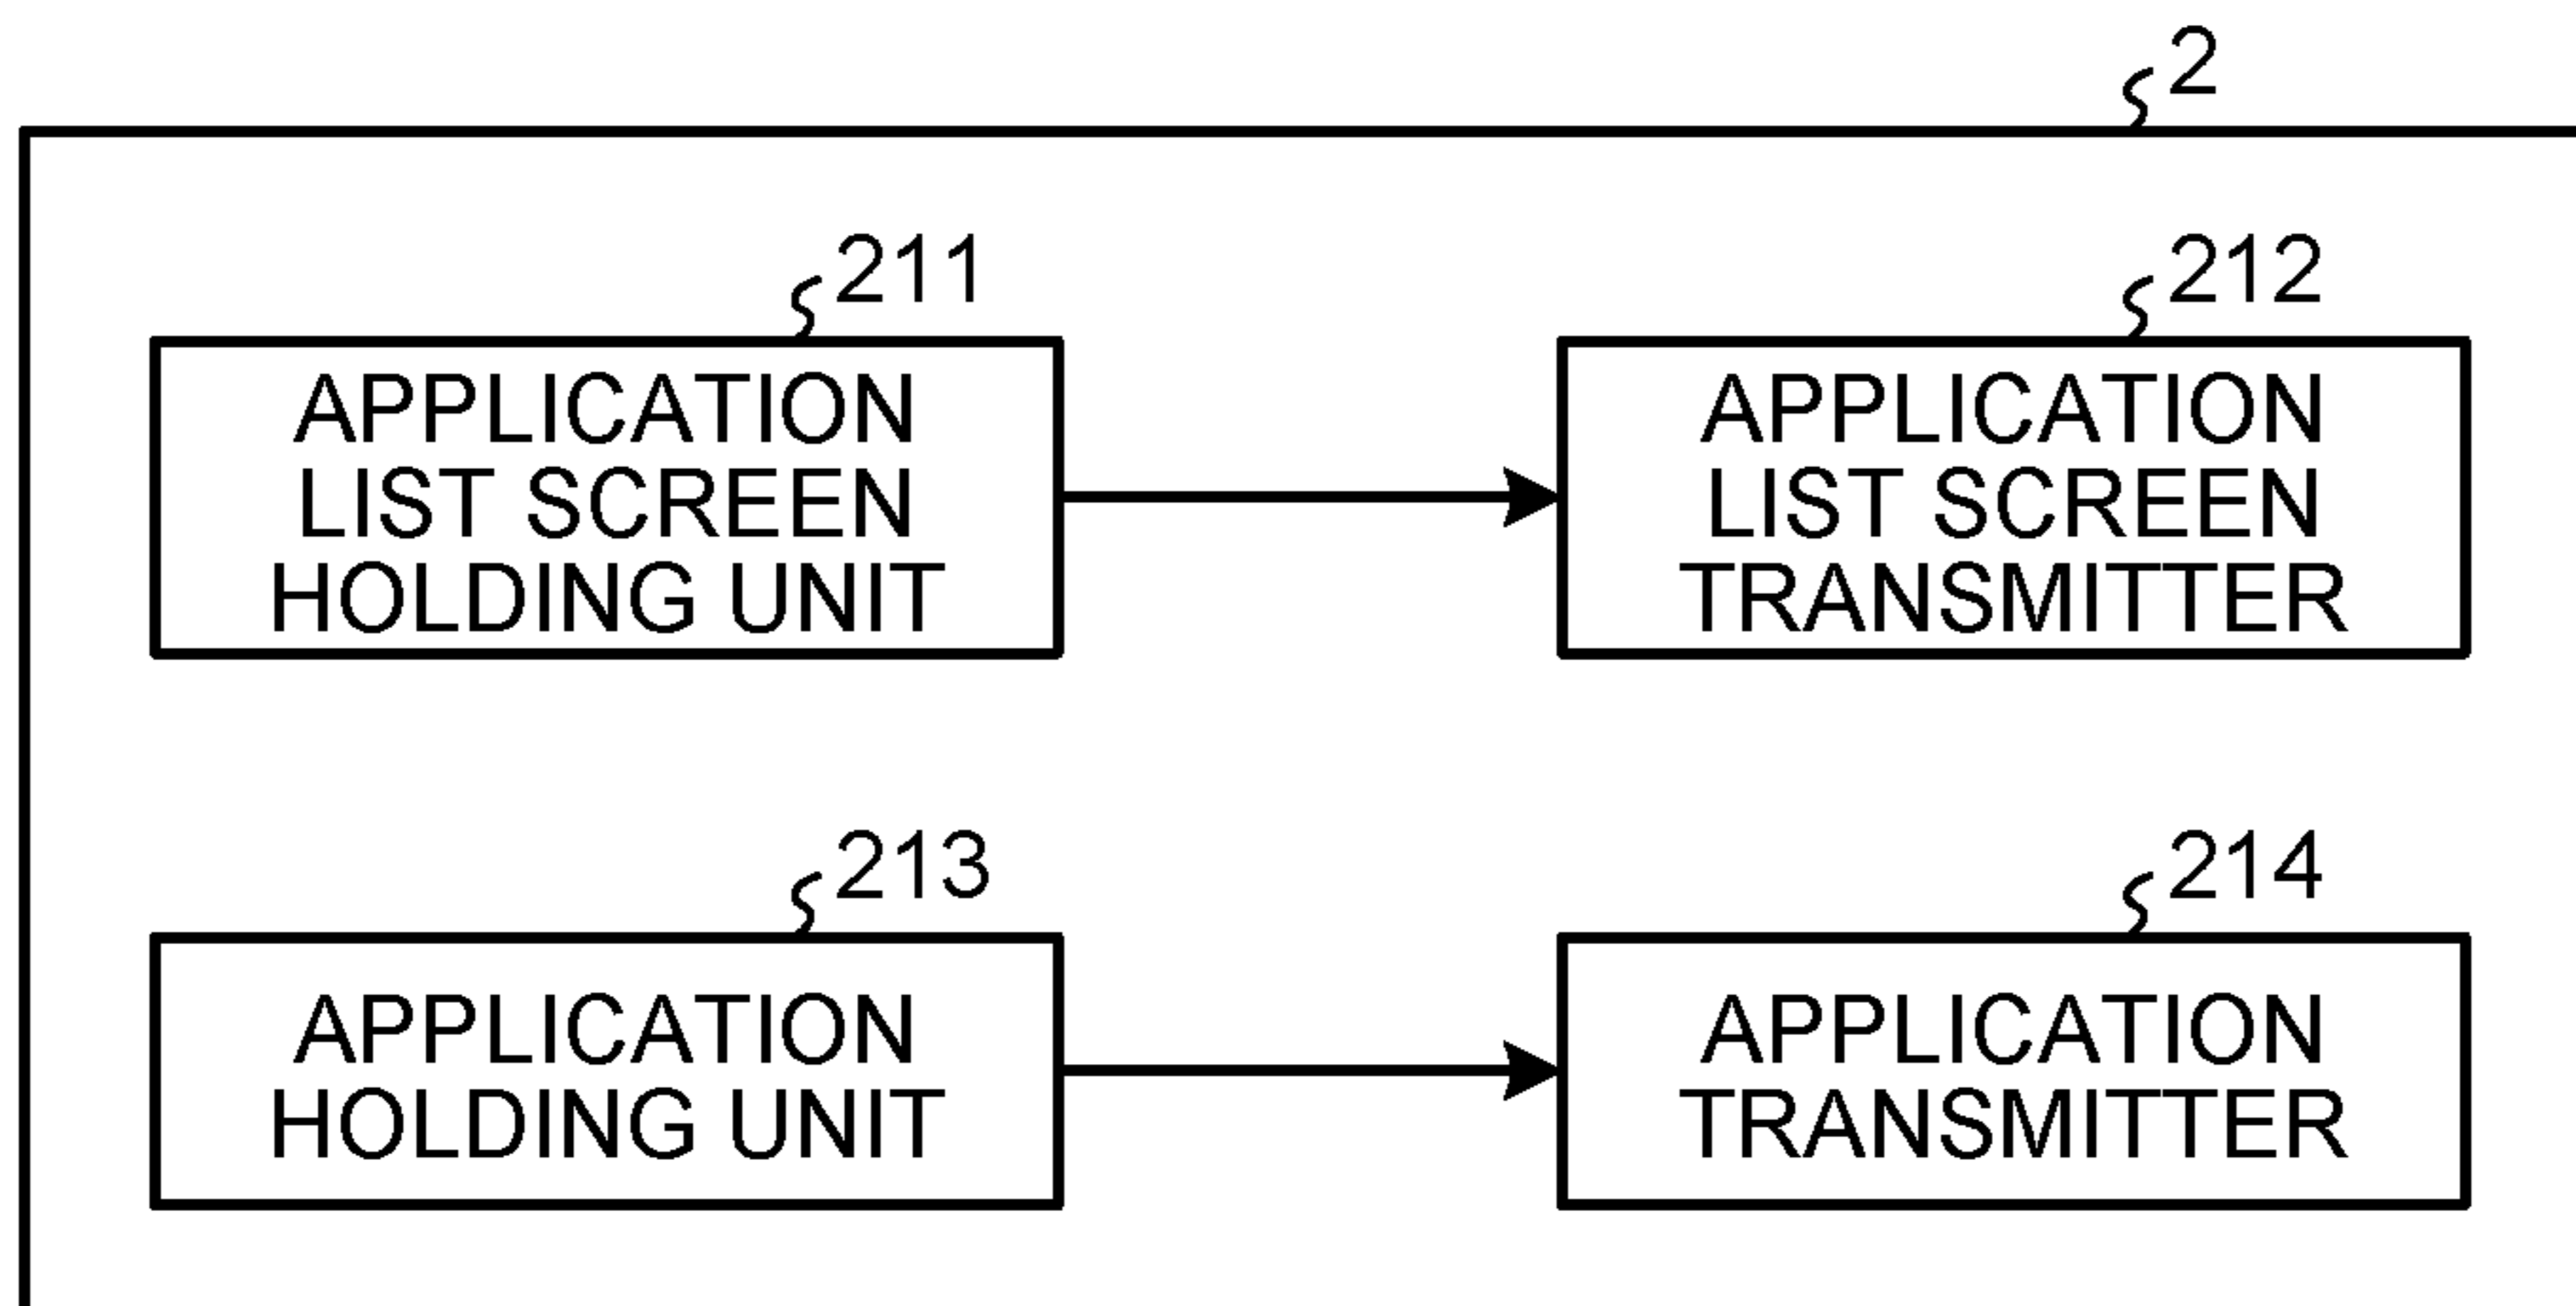 2
211
212
APPLICATION
LIST SCREEN
HOLDING UNIT
APPLICATION
LIST SCREEN
TRANSMITTER
213
214
APPLICATION
HOLDING UNIT
APPLICATION
TRANSMITTER